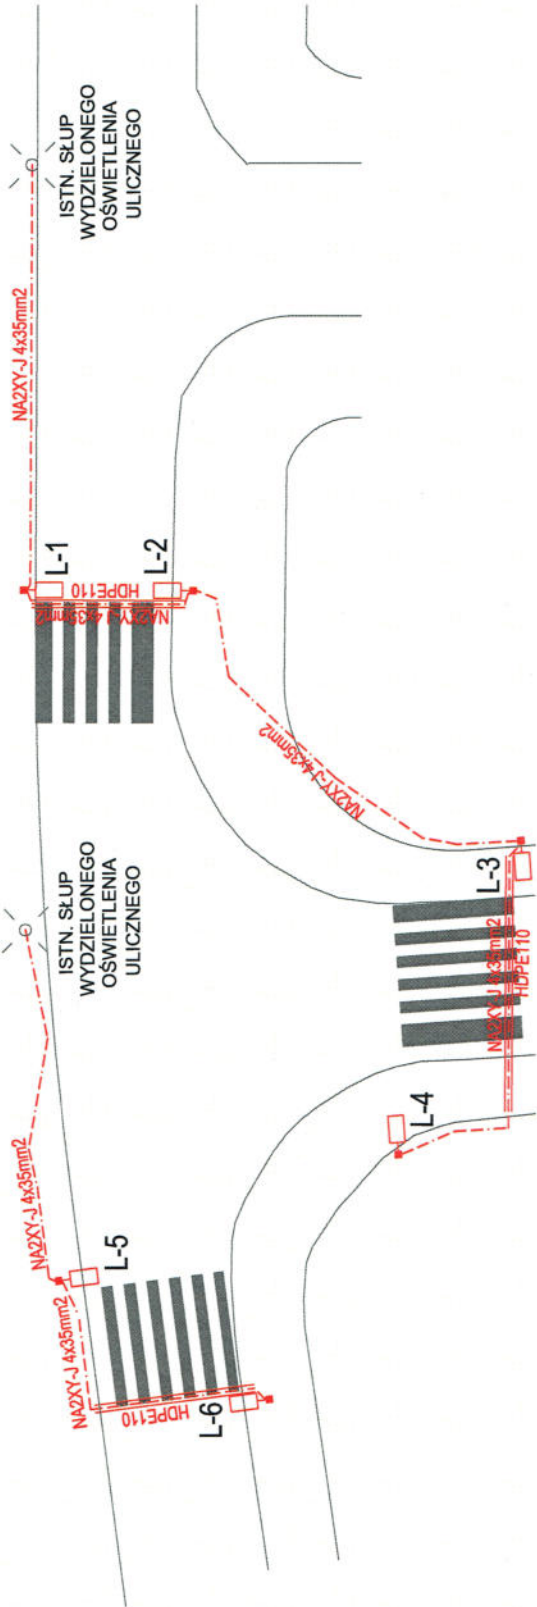 ISTN. SŁUP
WYDZIELONEGO
OŚWIETLENIA
ULICZNEGO
NA2XY-J 4x35mm2
L-1
HDPE110
NA2XY-J 4x35mm2
L-2
NA2XY-J 4x35mm2
ISTN. SŁUP
WYDZIELONEGO
OŚWIETLENIA
ULICZNEGO
L-3
NA2XY-J 4x35mm2
HDPE110
L-4
NA2XY-J 4x35mm2
L-5
NA2XY-J 4x35mm2
HDPE110
L-6